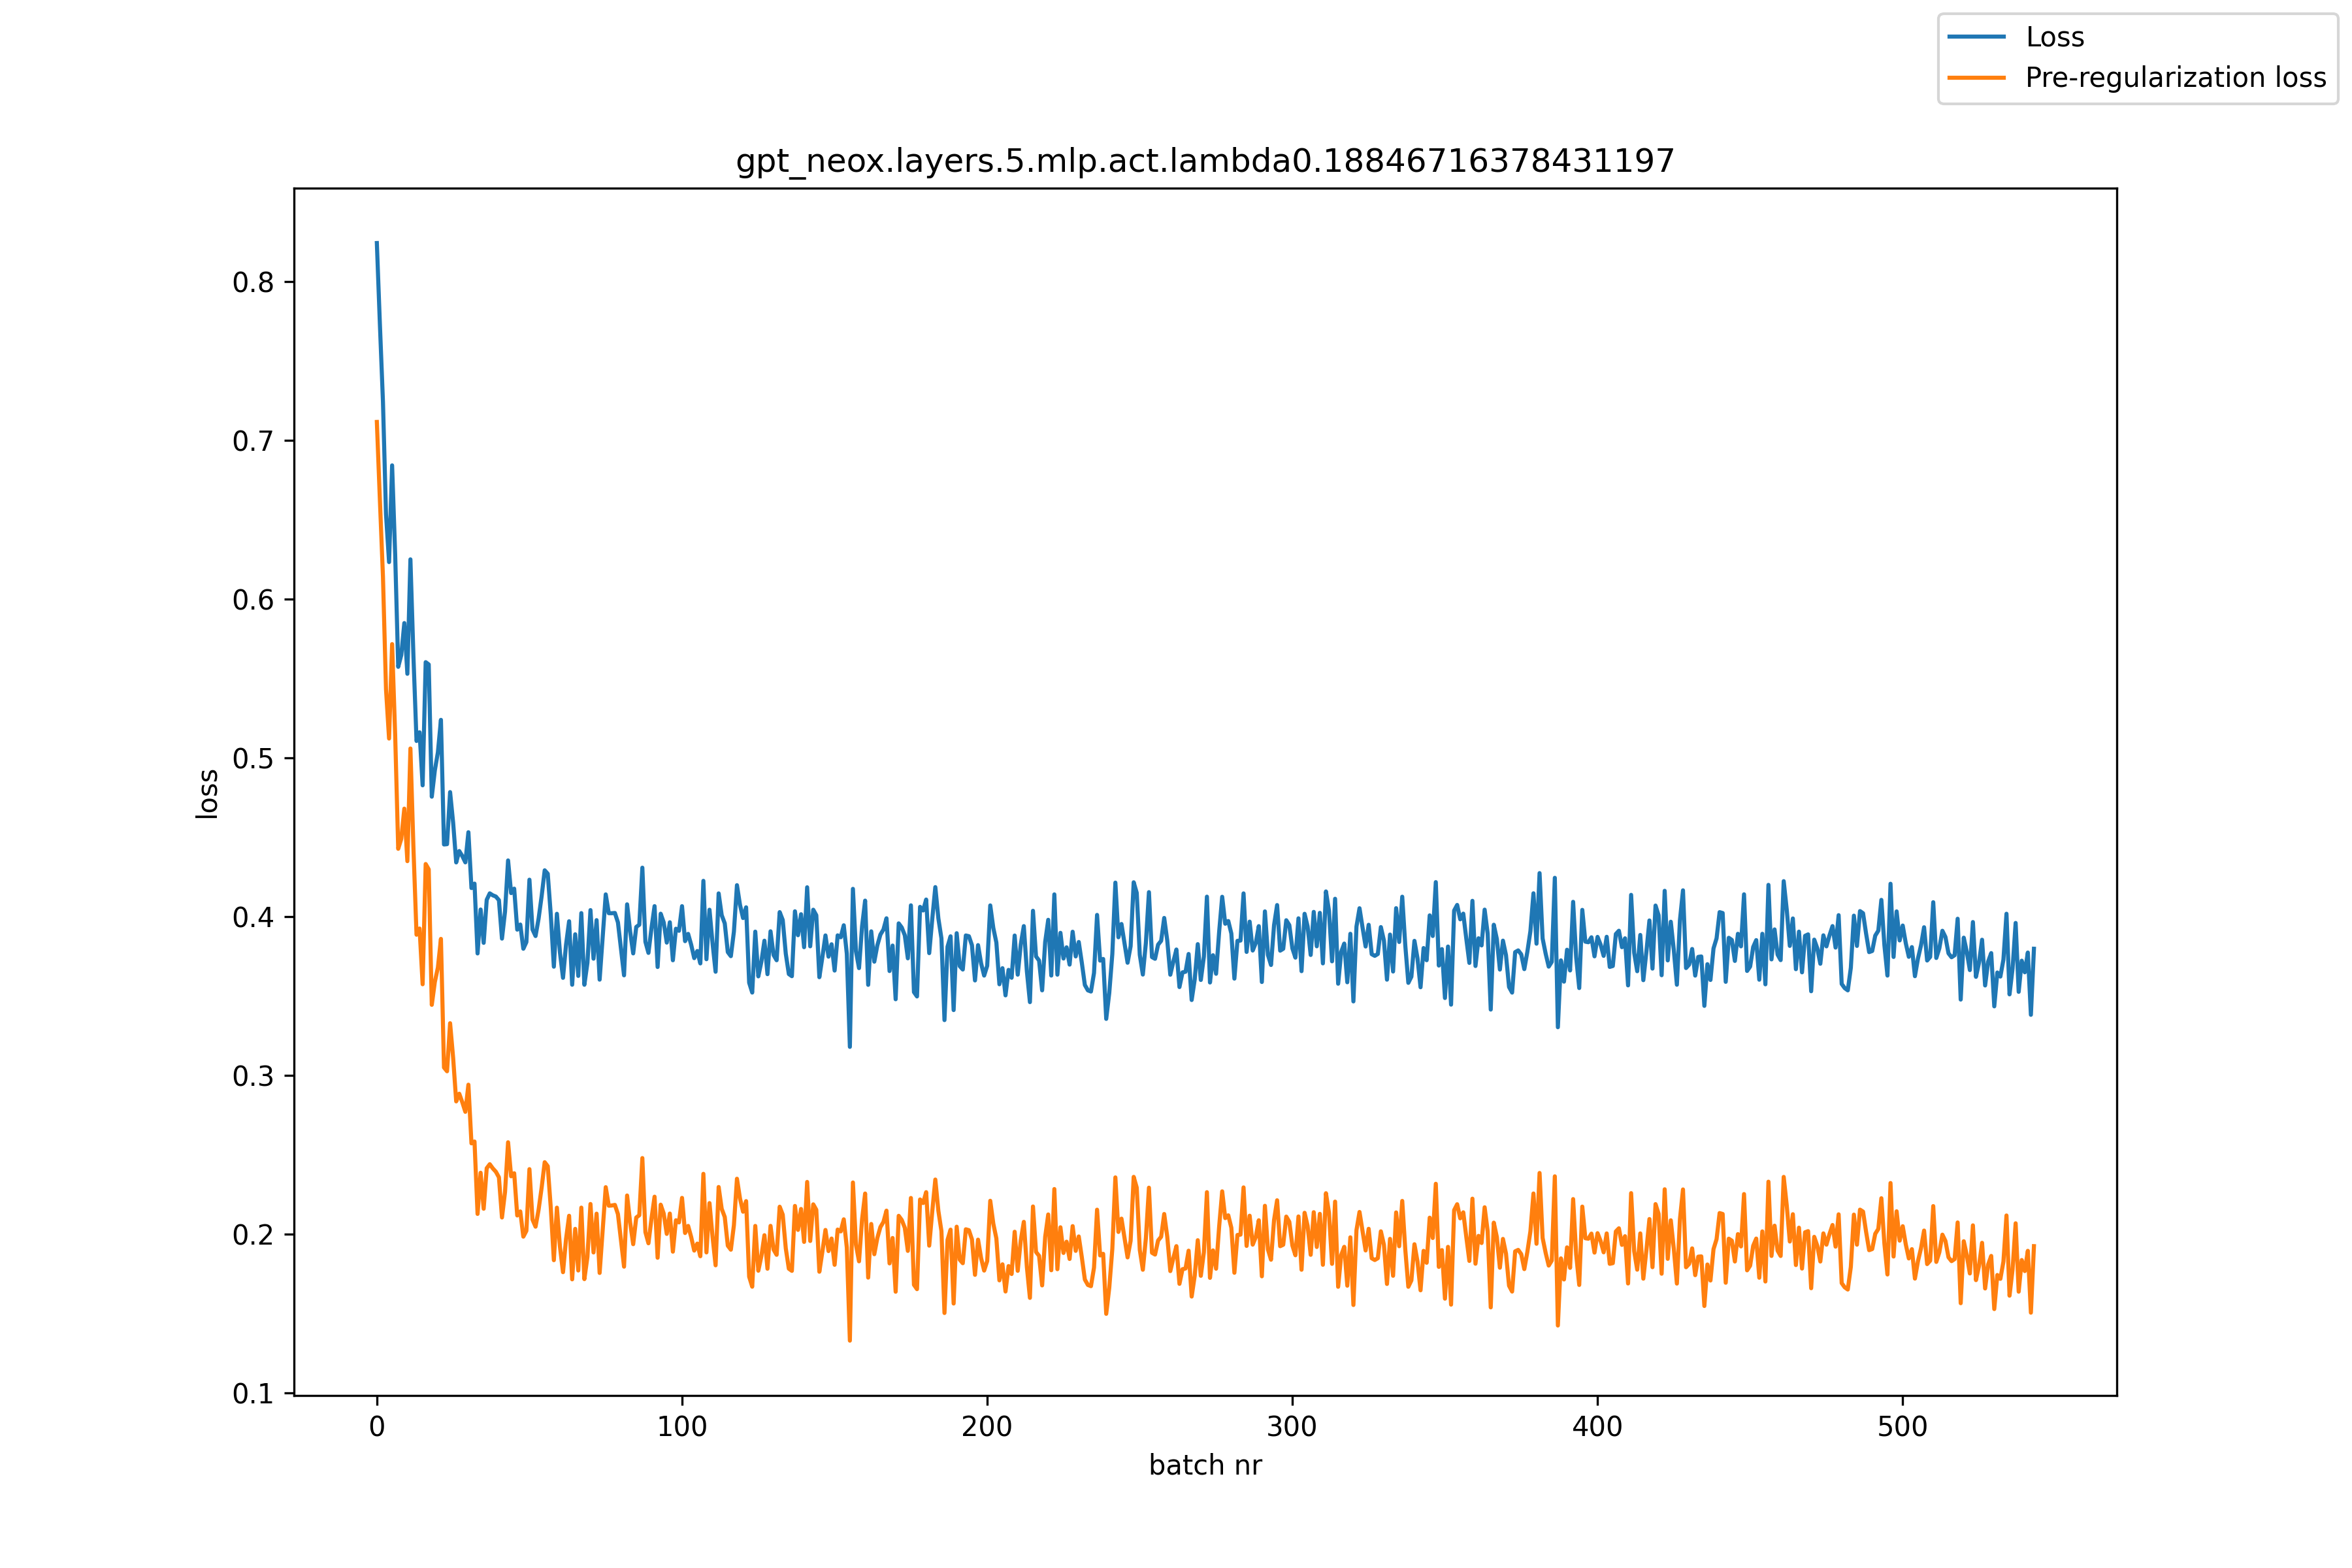 Loss
Pre-regularization loss
gpt_neox.layers.5.mlp.act.lambda0.18846716378431197
0.8
0.7
0.6
0.5
0.4
0.3
0.2
0.1
loss
0 100 200 300 400 500
batch nr